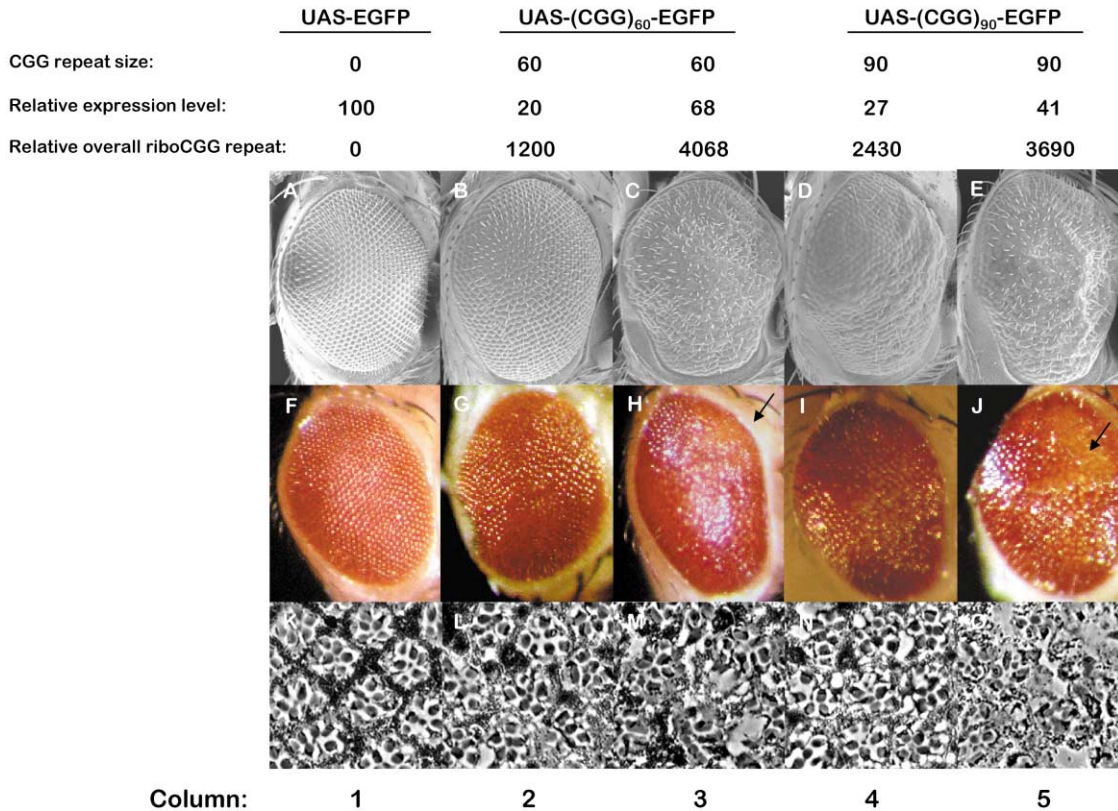 UAS-EGFP UAS-(CGG)60-EGFP UAS-(CGG)90-EGFP
CGG repeat size: 0 60 60 90 90
Relative expression level: 100 20 68 27 41
Relative overall riboCGG repeat: 0 1200 4068 2430 3690
A B C D E
F G H I J
K L M N O
Column: 1 2 3 4 5